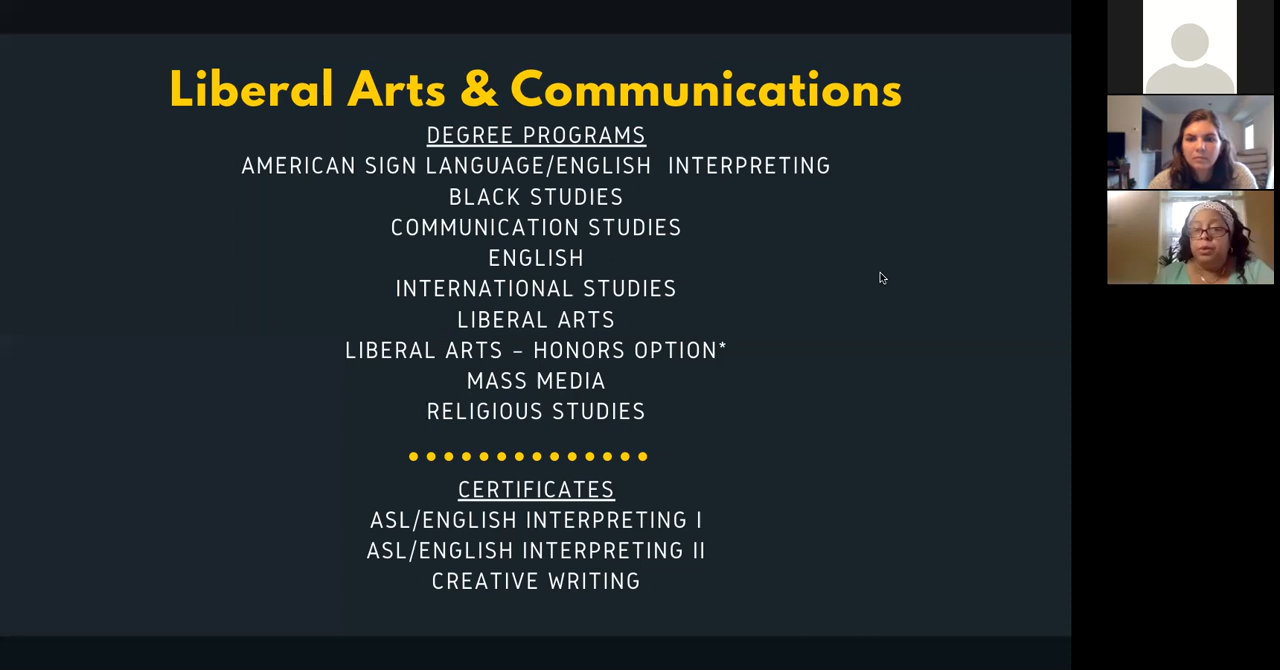 Liberal Arts & Communications
DEGREE PROGRAMS
AMERICAN SIGN LANGUAGE/ENGLISH INTERPRETING
BLACK STUDIES
COMMUNICATION STUDIES
ENGLISH
INTERNATIONAL STUDIES
LIBERAL ARTS
LIBERAL ARTS – HONORS OPTION*
MASS MEDIA
RELIGIOUS STUDIES
CERTIFICATES
ASL/ENGLISH INTERPRETING I
ASL/ENGLISH INTERPRETING II
CREATIVE WRITING